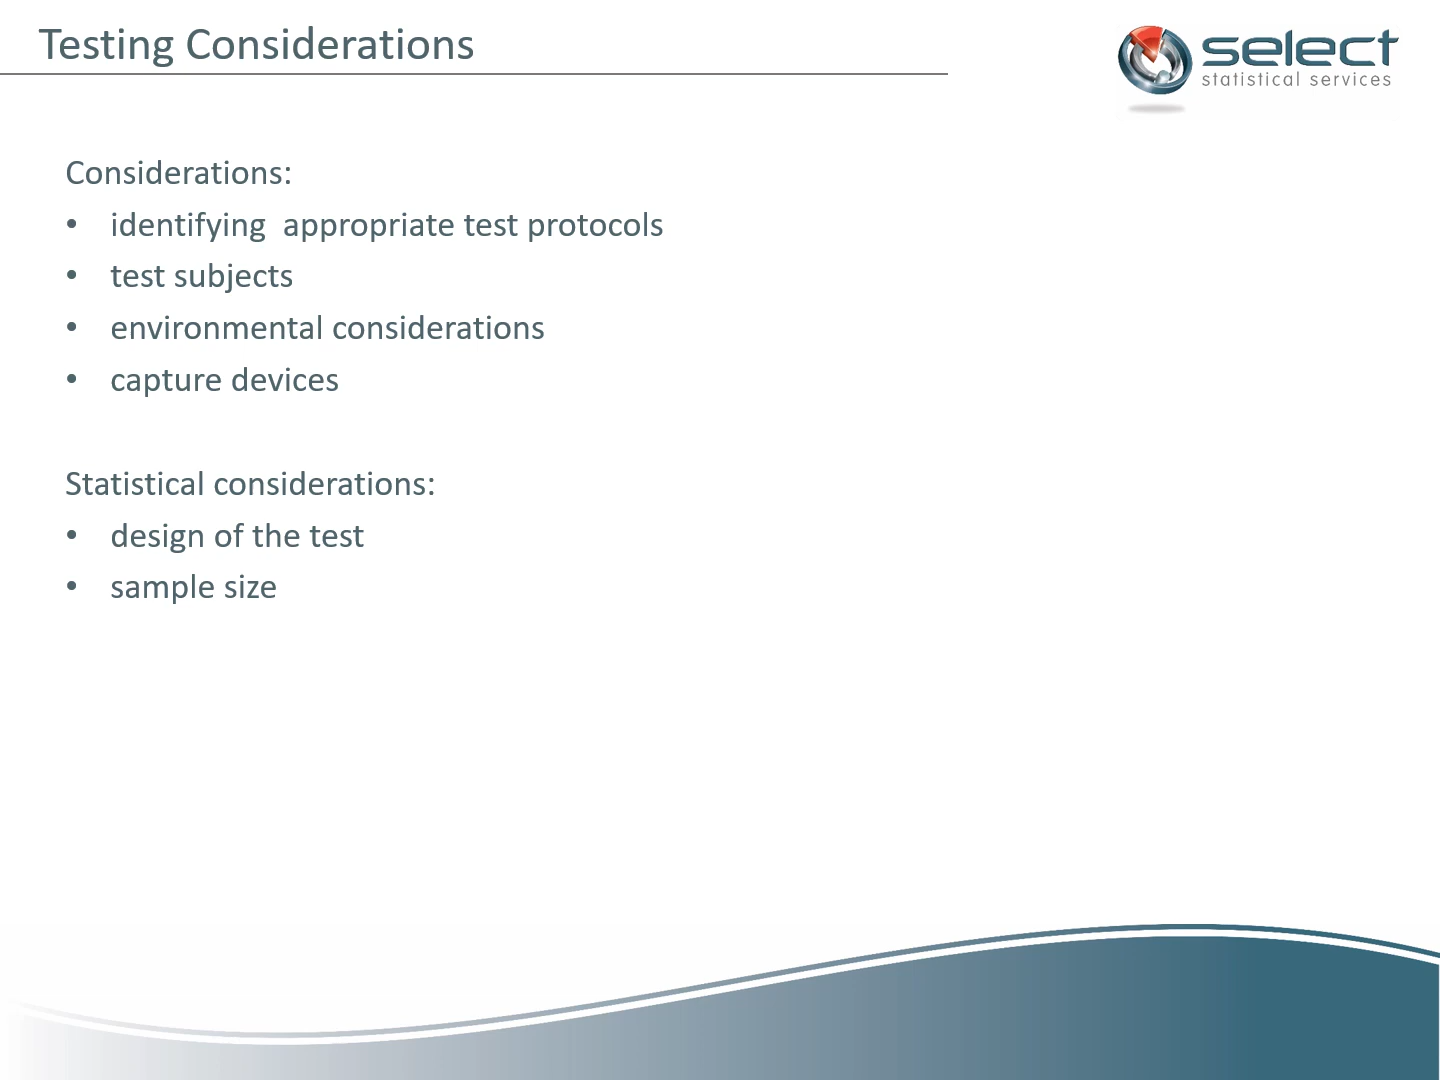 Testing Considerations
select
statistical services
Considerations:
• identifying  appropriate test protocols
• test subjects
• environmental considerations
• capture devices
Statistical considerations:
• design of the test
• sample size